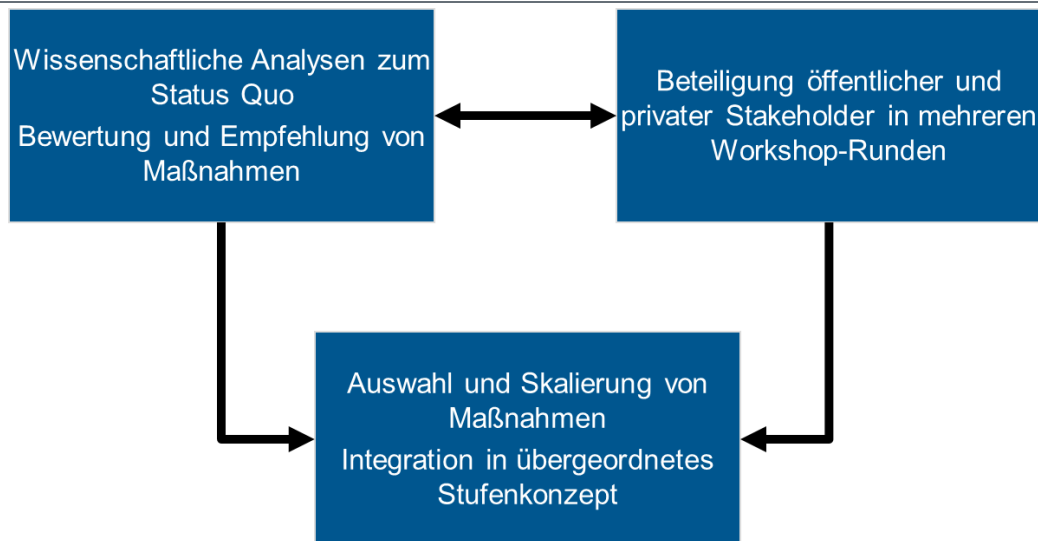 Wissenschaftliche Analysen zum
Status Quo
Bewertung und Empfehlung von
Maßnahmen
Beteiligung öffentlicher und
privater Stakeholder in mehreren
Workshop-Runden
Auswahl und Skalierung von
Maßnahmen
Integration in übergeordnetes
Stufenkonzept